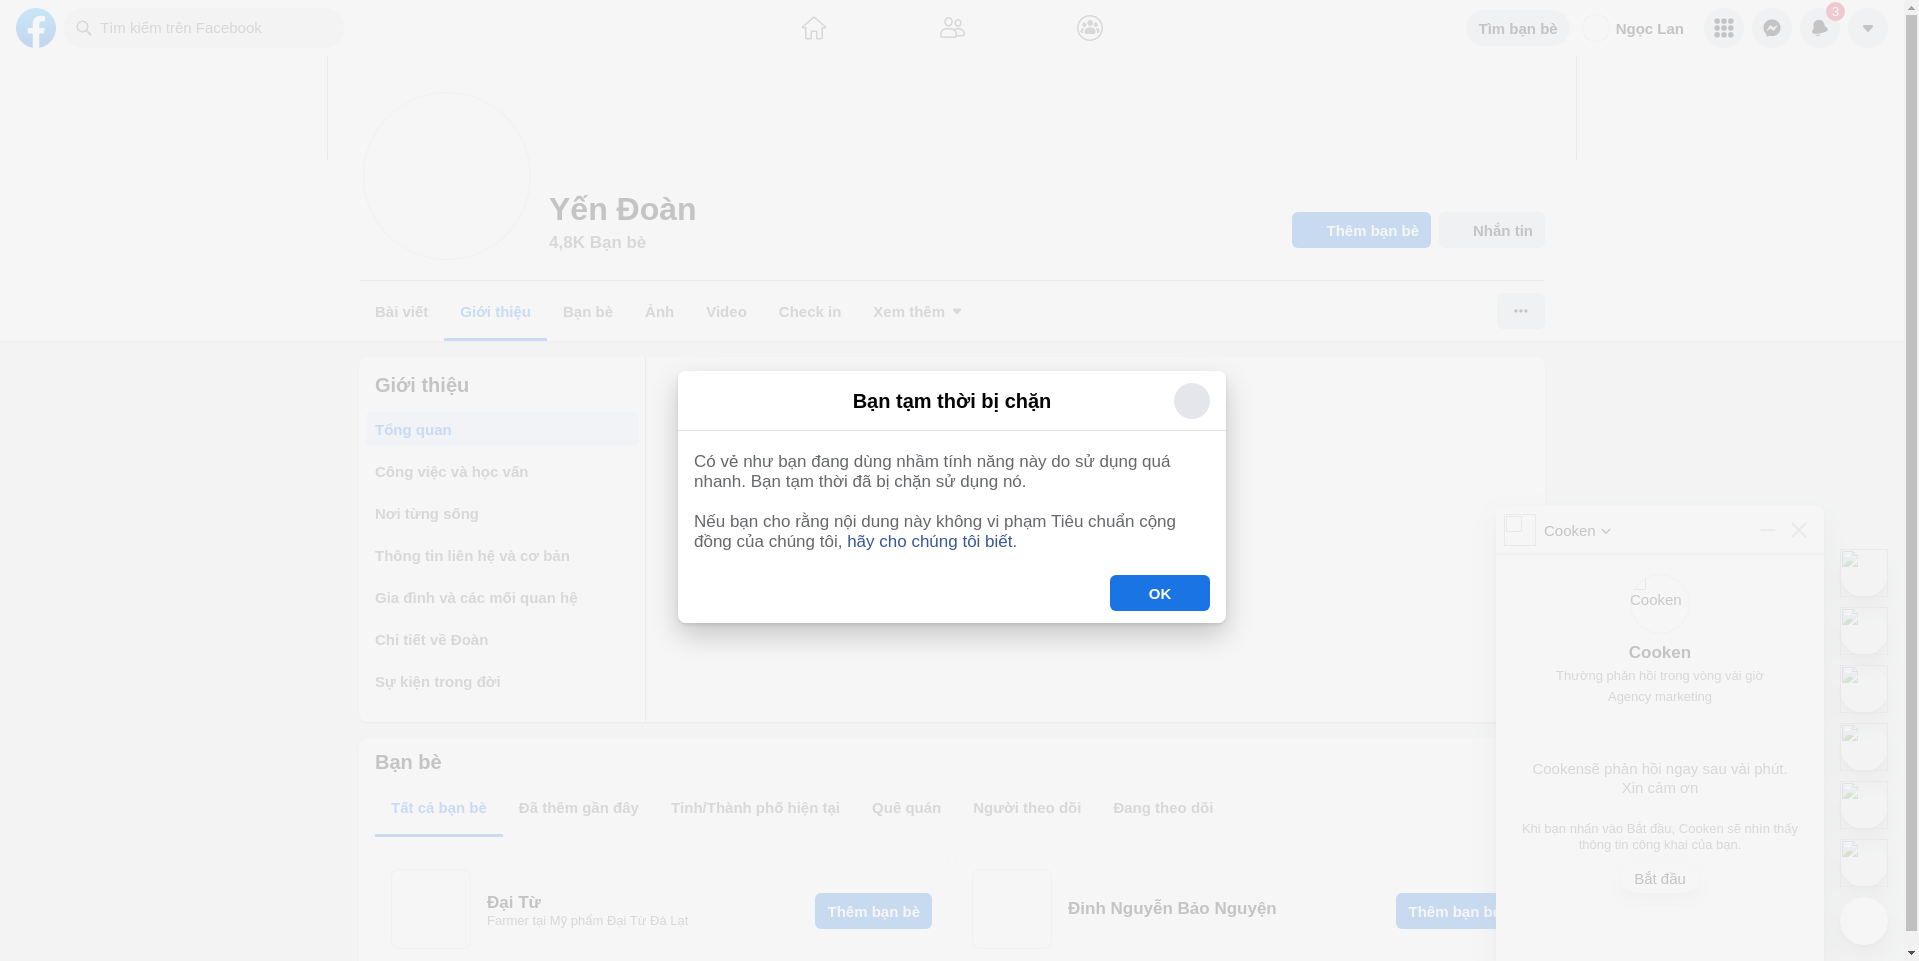 Tìm kiếm trên Facebook
Tìm bạn bè
Ngọc Lan
3
Yến Đoàn
4,8K Bạn bè
Thêm bạn bè
Nhắn tin
Bài viết
Giới thiệu
Bạn bè
Ảnh
Video
Check in
Xem thêm
Giới thiệu
Tổng quan
Công việc và học vấn
Nơi từng sống
Thông tin liên hệ và cơ bản
Gia đình và các mối quan hệ
Chi tiết về Đoàn
Sự kiện trong đời
Bạn tạm thời bị chặn
Có vẻ như bạn đang dùng nhầm tính năng này do sử dụng quá
nhanh. Bạn tạm thời đã bị chặn sử dụng nó.
Nếu bạn cho rằng nội dung này không vi phạm Tiêu chuẩn cộng
đồng của chúng tôi, hãy cho chúng tôi biết.
OK
Cooken
Cooken
Cooken
Thường phản hồi trong vòng vài giờ
Agency marketing
Cookensẽ phản hồi ngay sau vài phút.
Xin cảm ơn
Khi bạn nhấn vào Bắt đầu, Cooken sẽ nhìn thấy
thông tin công khai của bạn.
Bắt đầu
Bạn bè
Tất cả bạn bè
Đã thêm gần đây
Tỉnh/Thành phố hiện tại
Quê quán
Người theo dõi
Đang theo dõi
Đại Từ
Farmer tại Mỹ phẩm Đại Từ Đà Lạt
Thêm bạn bè
Đinh Nguyễn Bảo Nguyện
Thêm bạn bè